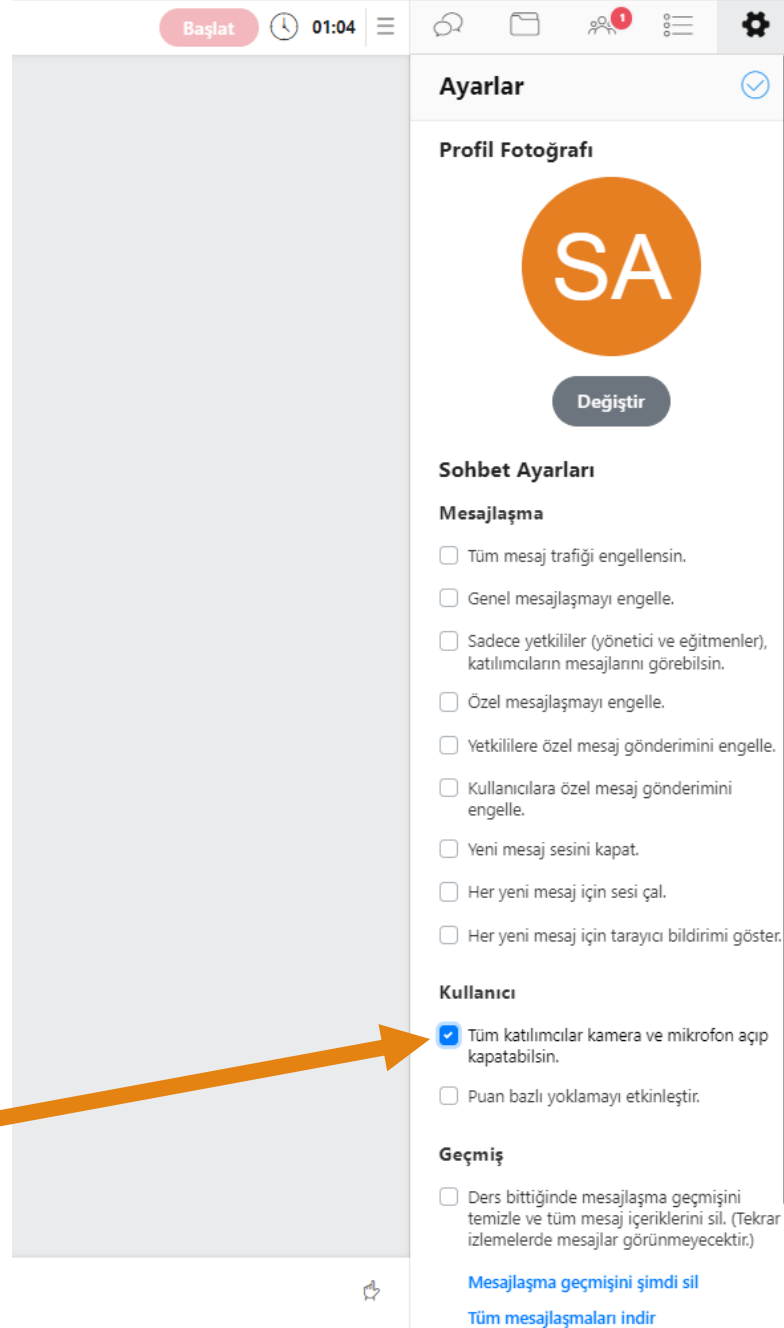 Başlat 01:04
1
Ayarlar
Profil Fotoğrafı
SA
Değiştir
Sohbet Ayarları
Mesajlaşma
Tüm mesaj trafiği engellensin.
Genel mesajlaşmayı engelle.
Sadece yetkililer (yönetici ve eğitmenler),
katılımcıların mesajlarını görebilsin.
Özel mesajlaşmayı engelle.
Yetkililere özel mesaj gönderimini engelle.
Kullanıcılara özel mesaj gönderimini
engelle.
Yeni mesaj sesini kapat.
Her yeni mesaj için sesi çal.
Her yeni mesaj için tarayıcı bildirimi göster.
Kullanıcı
Tüm katılımcılar kamera ve mikrofon açıp
kapatabilsin.
Puan bazlı yoklamayı etkinleştir.
Geçmiş
Ders bittiğinde mesajlaşma geçmişini
temizle ve tüm mesaj içeriklerini sil. (Tekrar
izlemelerde mesajlar görünmeyecektir.)
Mesajlaşma geçmişini şimdi sil
Tüm mesajlaşmaları indir